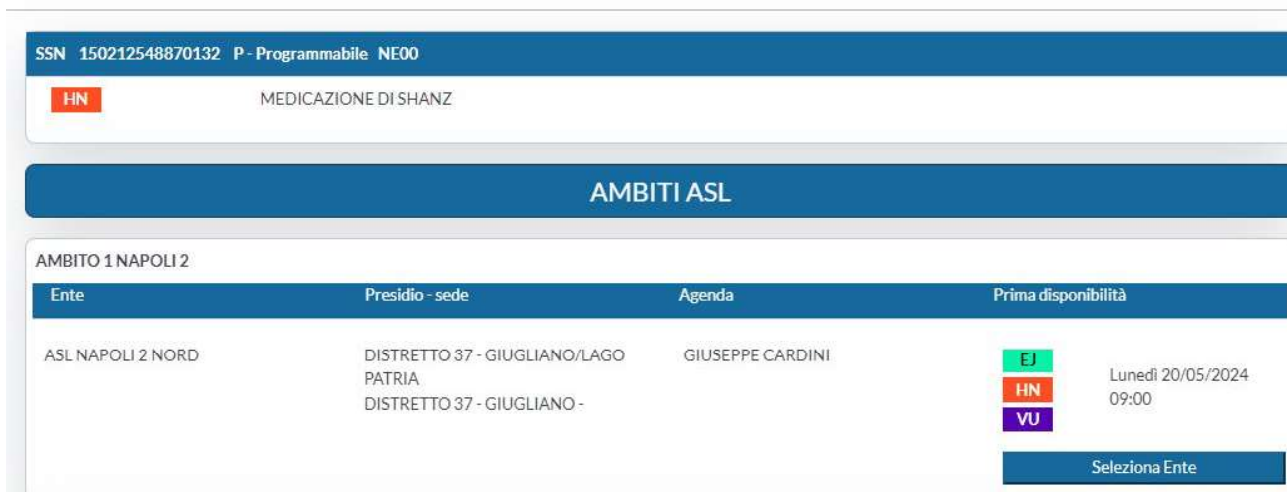 SSN 150212548870132 P - Programmabile NE00
HN MEDICAZIONE DI SHANZ
AMBITI ASL
AMBITO 1 NAPOLI 2
Ente Presidio - sede Agenda Prima disponibilità
ASL NAPOLI 2 NORD
DISTRETTO 37 - GIUGLIANO/LAGO
PATRIA
DISTRETTO 37 - GIUGLIANO -
GIUSEPPE CARDINI
EJ
HN
VU
Lunedì 20/05/2024
09:00
Seleziona Ente